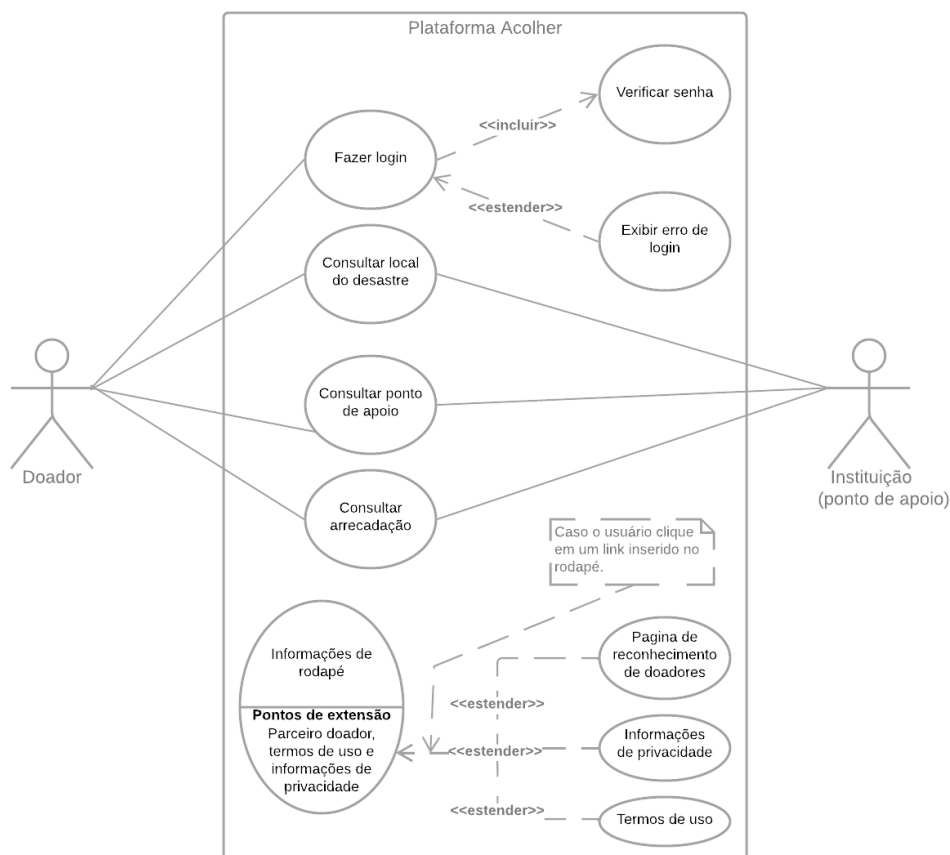 Plataforma Acolher
Verificar senha
<<incluir>>
Fazer login
<<estender>>
Exibir erro de
login
Consultar local
do desastre
Consultar ponto
de apoio
Doador
Instituição
(ponto de apoio)
Consultar
arrecadação
Caso o usuário clique
em um link inserido no
rodapé.
Informações de
rodapé
Pontos de extensão
Parceiro doador,
termos de uso e
informações de
privacidade
Pagina de
reconhecimento
de doadores
<<estender>>
Informações
de privacidade
<<estender>>
<<estender>>
Termos de uso